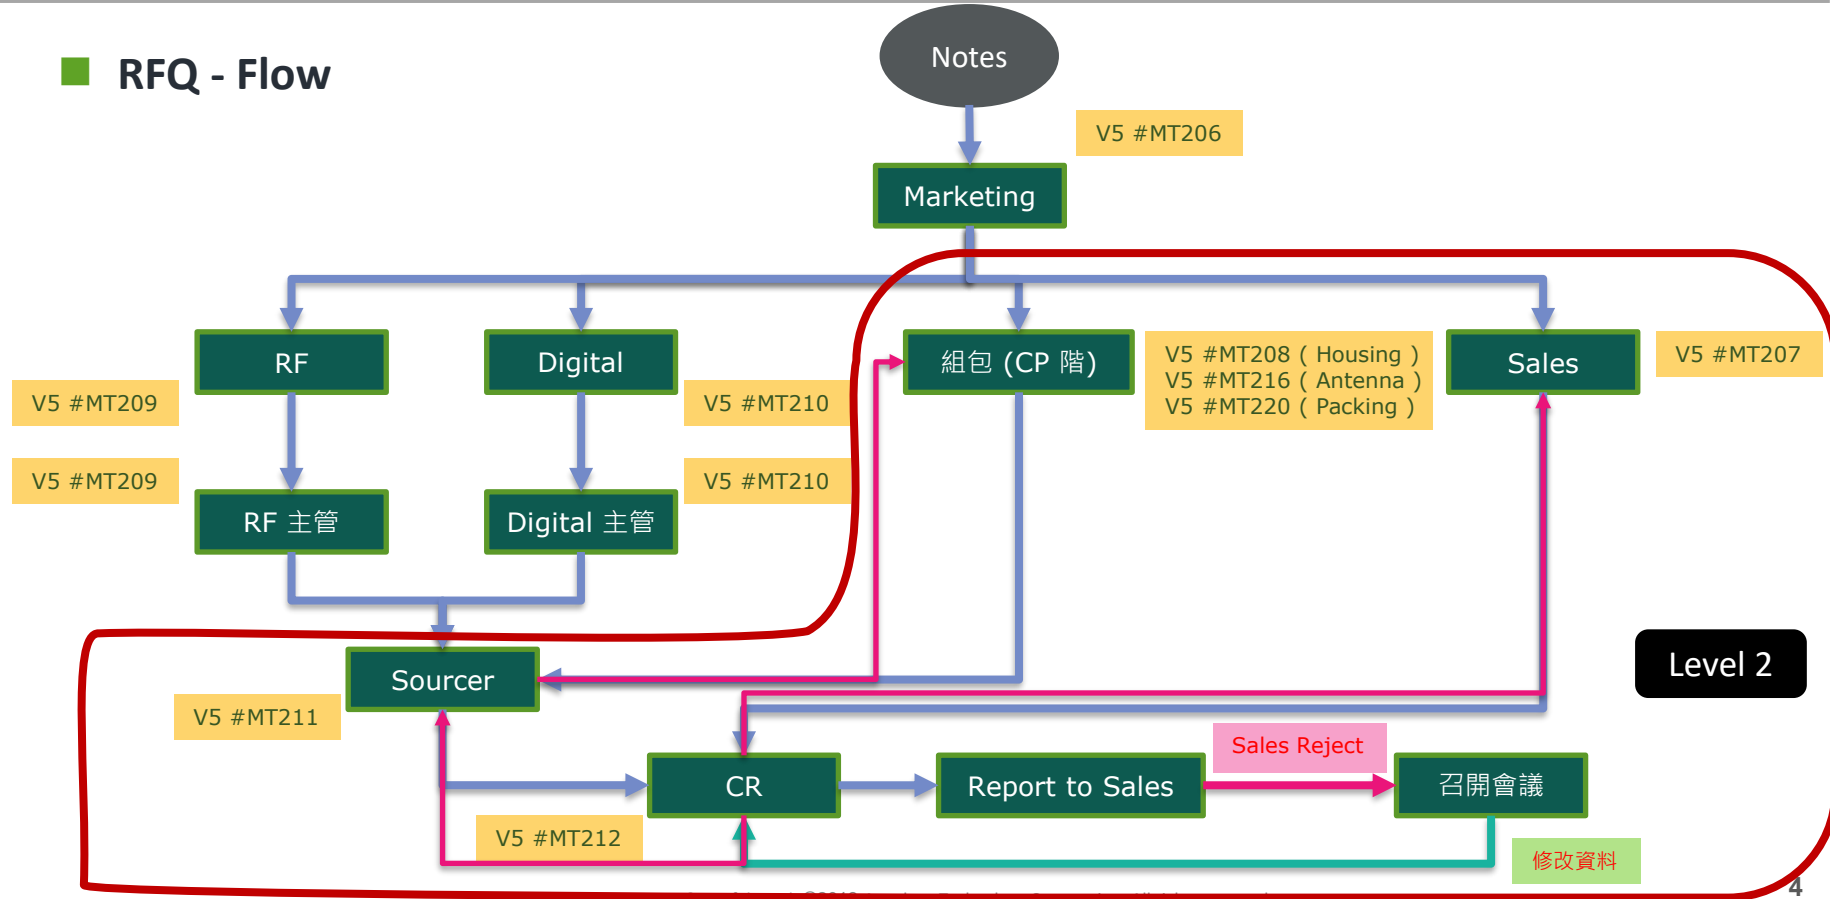 RFQ - Flow
Notes
V5 #MT206
Marketing
RF
Digital
組包 (CP 階)
V5 #MT208 ( Housing )
V5 #MT216 ( Antenna )
V5 #MT220 ( Packing )
Sales
V5 #MT207
V5 #MT209
V5 #MT210
V5 #MT209
V5 #MT210
RF 主管
Digital 主管
Sourcer
Level 2
V5 #MT211
Sales Reject
CR
Report to Sales
召開會議
V5 #MT212
修改資料
4